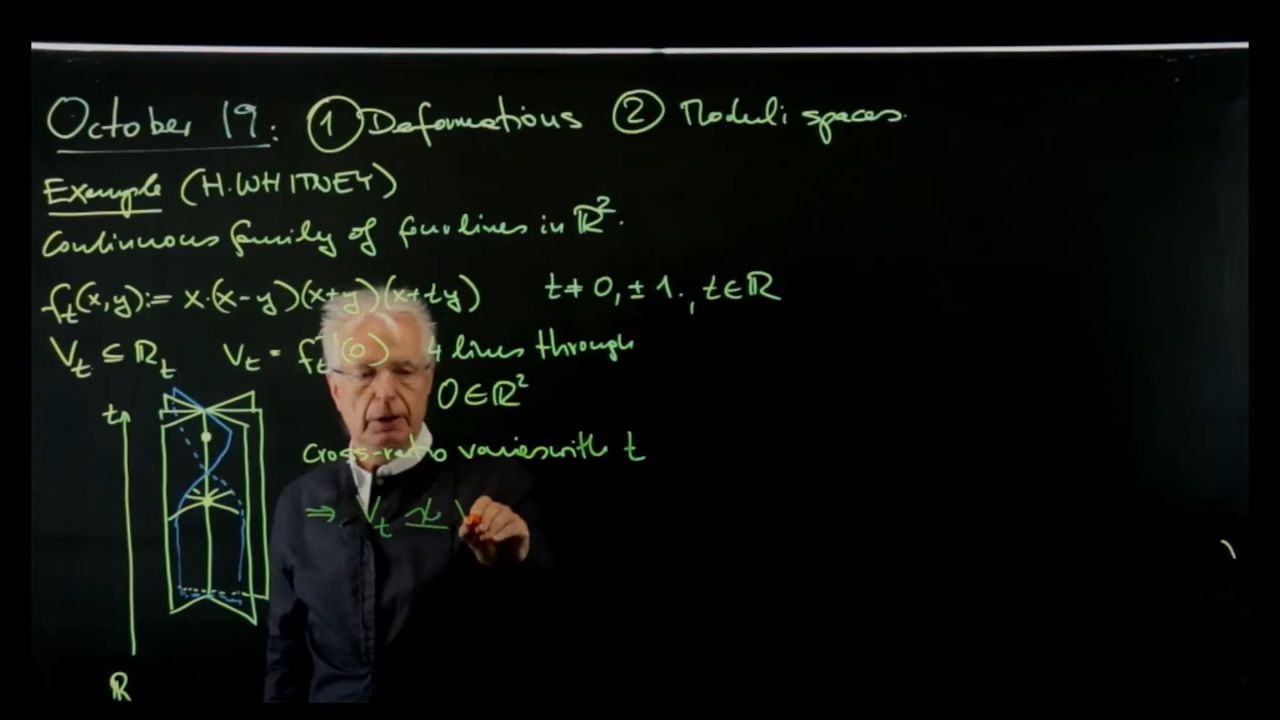 October 19: ① Deformations ② Moduli spaces.
Example (H. WHITNEY)
Continuous family of four lines in ℝ².
f_t(x,y) := x·(x-y)(x+y)(x+ty)    t ≠ 0, ±1., t ∈ ℝ
V_t ⊆ ℝ_t    V_t = f_t⁻¹(0)    4 lines through
0 ∈ ℝ²
t
cross-ratio varies with t
⇒ V_t
ℝ